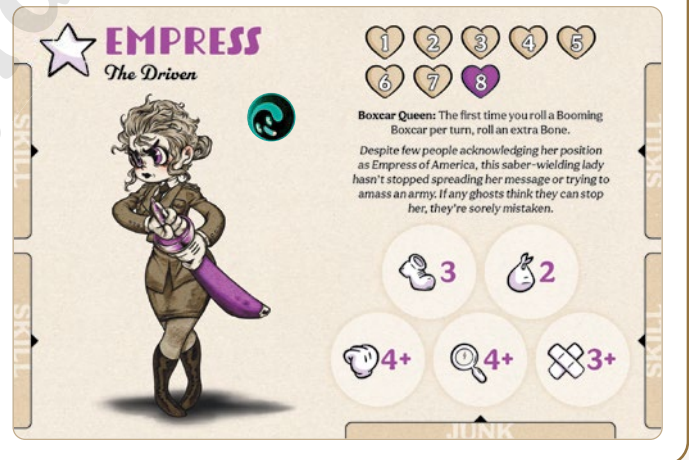 EMPRESS
The Driven
1 2 3 4 5
6 7 8
Boxcar Queen: The first time you roll a Booming
Boxcar per turn, roll an extra Bone.
Despite few people acknowledging her position
as Empress of America, this saber-wielding lady
hasn't stopped spreading her message or trying to
amass an army. If any ghosts think they can stop
her, they're sorely mistaken.
SKILL
SKILL
SKILL
SKILL
3
2
4+
4+
3+
JUNK